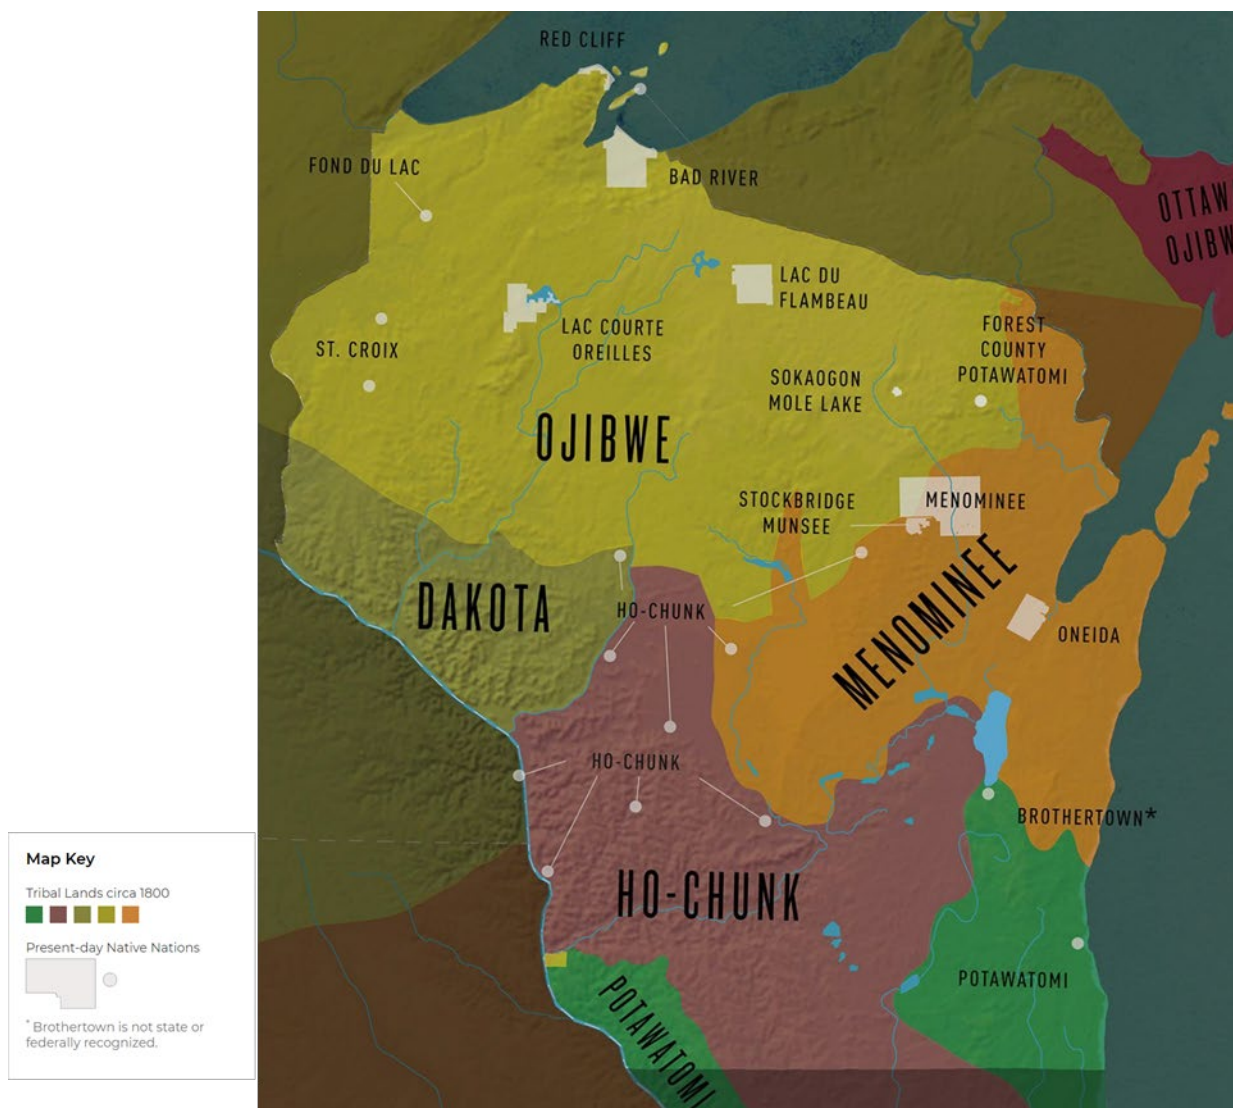 RED CLIFF
FOND DU LAC
BAD RIVER
LAC DU
FLAMBEAU
OTTAW
OJIBW
ST. CROIX
LAC COURTE
OREILLES
FOREST
COUNTY
POTAWATOMI
SOKAOGON
MOLE LAKE
OJIBWE
STOCKBRIDGE
MUNSEE
MENOMINEE
DAKOTA
HO-CHUNK
MENOMINEE
ONEIDA
HO-CHUNK
BROTHERTOWN*
HO-CHUNK
POTAWATOMI
POTAWATOMI
Map Key
Tribal Lands circa 1800
Present-day Native Nations
* Brothertown is not state or
federally recognized.